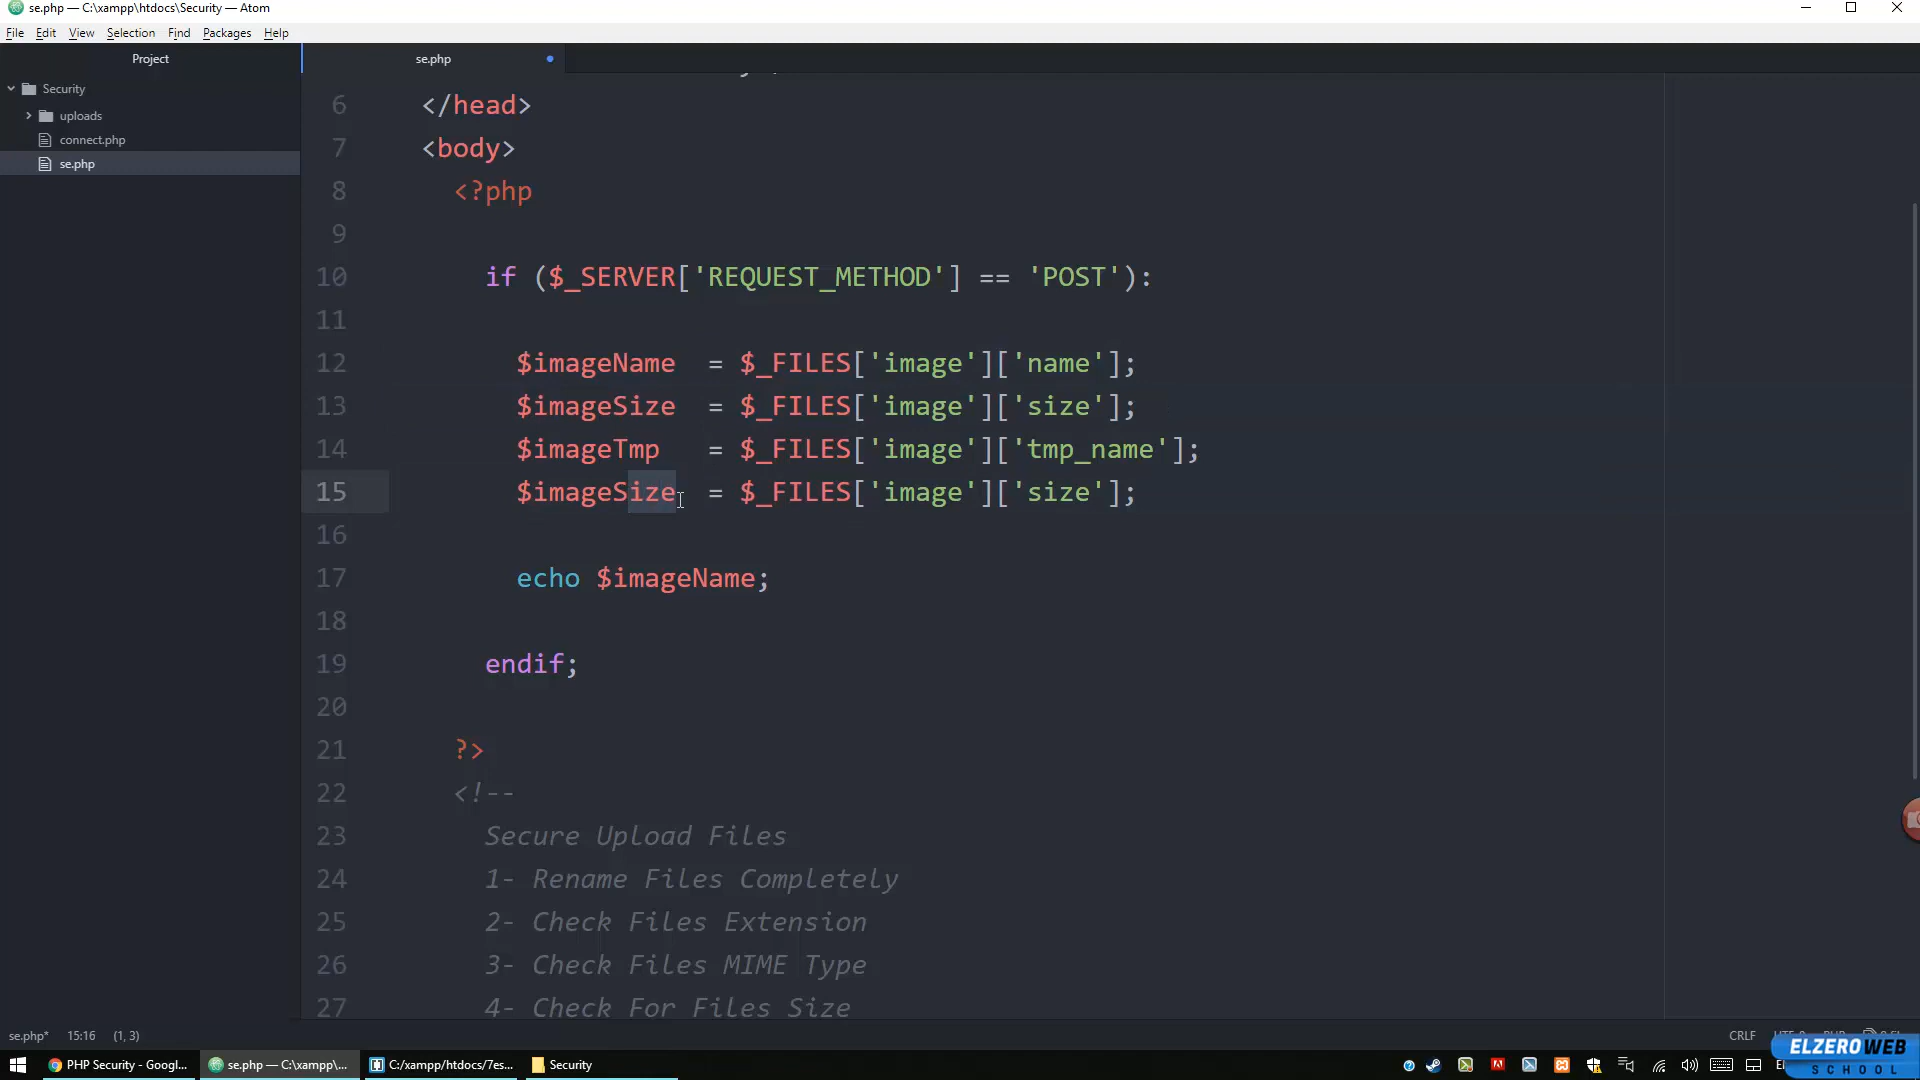 se.php — C:\xampp\htdocs\Security — Atom
File Edit View Selection Find Packages Help
Project
se.php
Security
uploads
connect.php
se.php
6 </head>
7 <body>
8 <?php
9
10 if ($_SERVER['REQUEST_METHOD'] == 'POST'):
11
12 $imageName = $_FILES['image']['name'];
13 $imageSize = $_FILES['image']['size'];
14 $imageTmp = $_FILES['image']['tmp_name'];
15 $imageSize = $_FILES['image']['size'];
16
17 echo $imageName;
18
19 endif;
20
21 ?>
22 <!--
23 Secure Upload Files
24 1- Rename Files Completely
25 2- Check Files Extension
26 3- Check Files MIME Type
27 4- Check For Files Size
se.php* 15:16 (1, 3)
CRLF
PHP Security - Googl... se.php — C:\xampp\... C:/xampp/htdocs/7es... Security
ELZEROWEB
SCHOOL